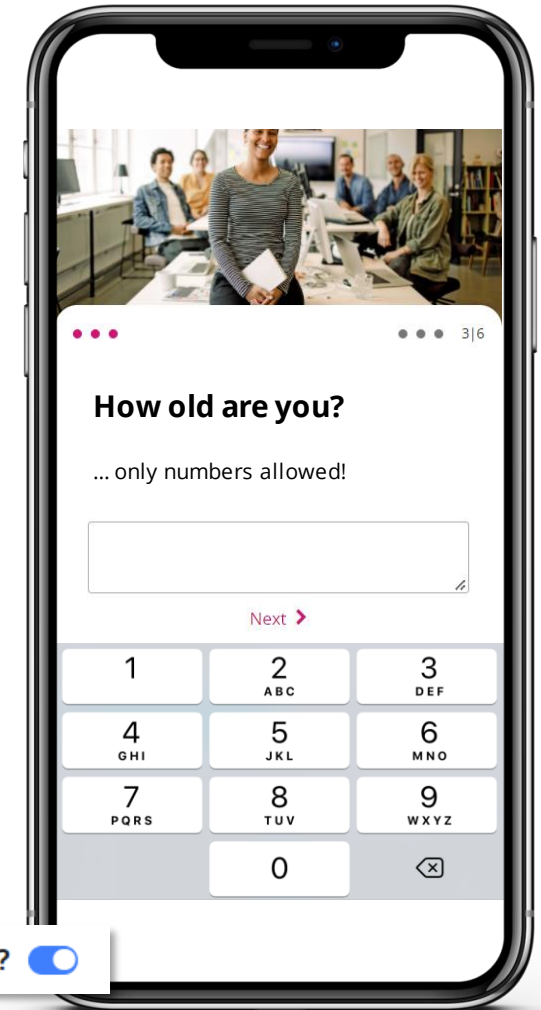 3|6
How old are you?
... only numbers allowed!
Next
1
2
ABC
3
DEF
4
GHI
5
JKL
6
MNO
7
PQRS
8
TUV
9
WXYZ
0
?